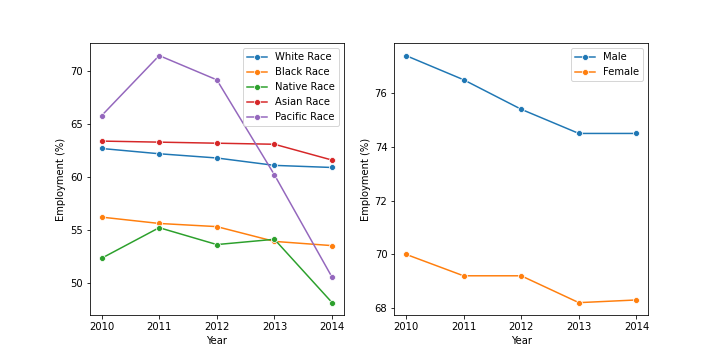 White Race
Black Race
Native Race
Asian Race
Pacific Race
70
65
60
55
50
Employment (%)
2010 2011 2012 2013 2014
Year
Male
Female
76
74
72
70
68
Employment (%)
2010 2011 2012 2013 2014
Year